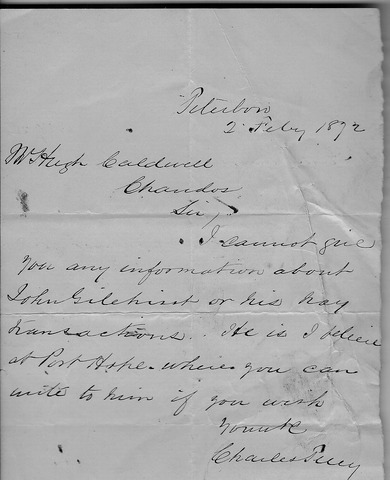 Peterboro
2 Feby 1872
Mr Hugh Caldwell
Chandos
Sir,
I cannot give
you any information about
John Gilchrist or his hay
transactions. He is I believe
at Port Hope where you can
write to him if you wish
Yours &c
Charles Perry